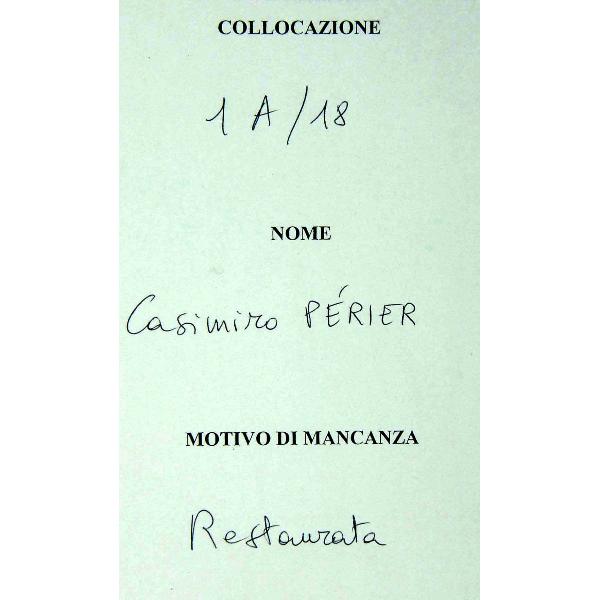 COLLOCAZIONE
1 A/18
NOME
Casimiro PÉRIER
MOTIVO DI MANCANZA
Restaurata